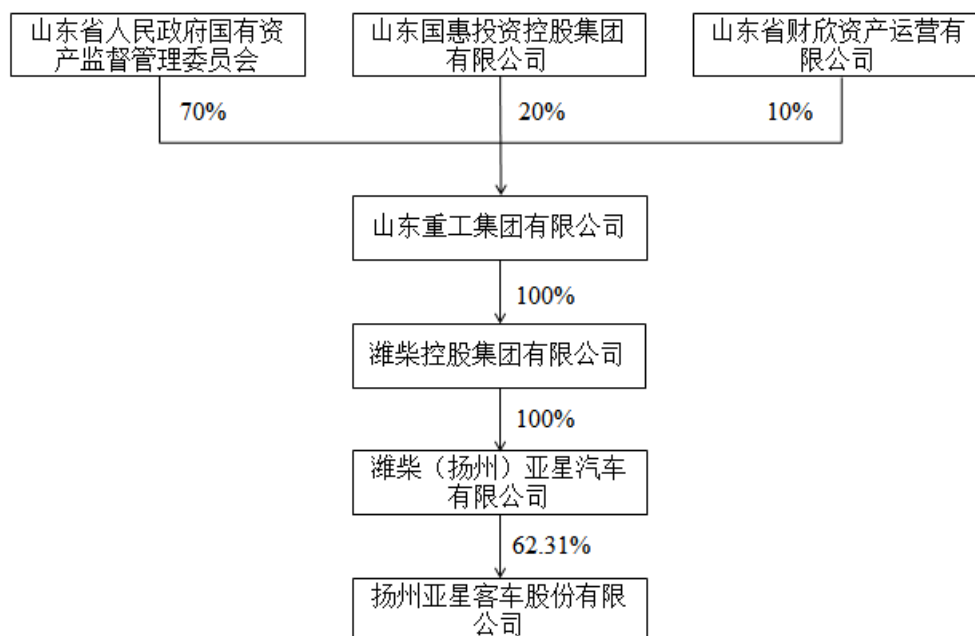 山东省人民政府国有资
产监督管理委员会
山东国惠投资控股集团
有限公司
山东省财欣资产运营有
限公司
70%
20%
10%
山东重工集团有限公司
100%
潍柴控股集团有限公司
100%
潍柴（扬州）亚星汽车
有限公司
62.31%
扬州亚星客车股份有限
公司